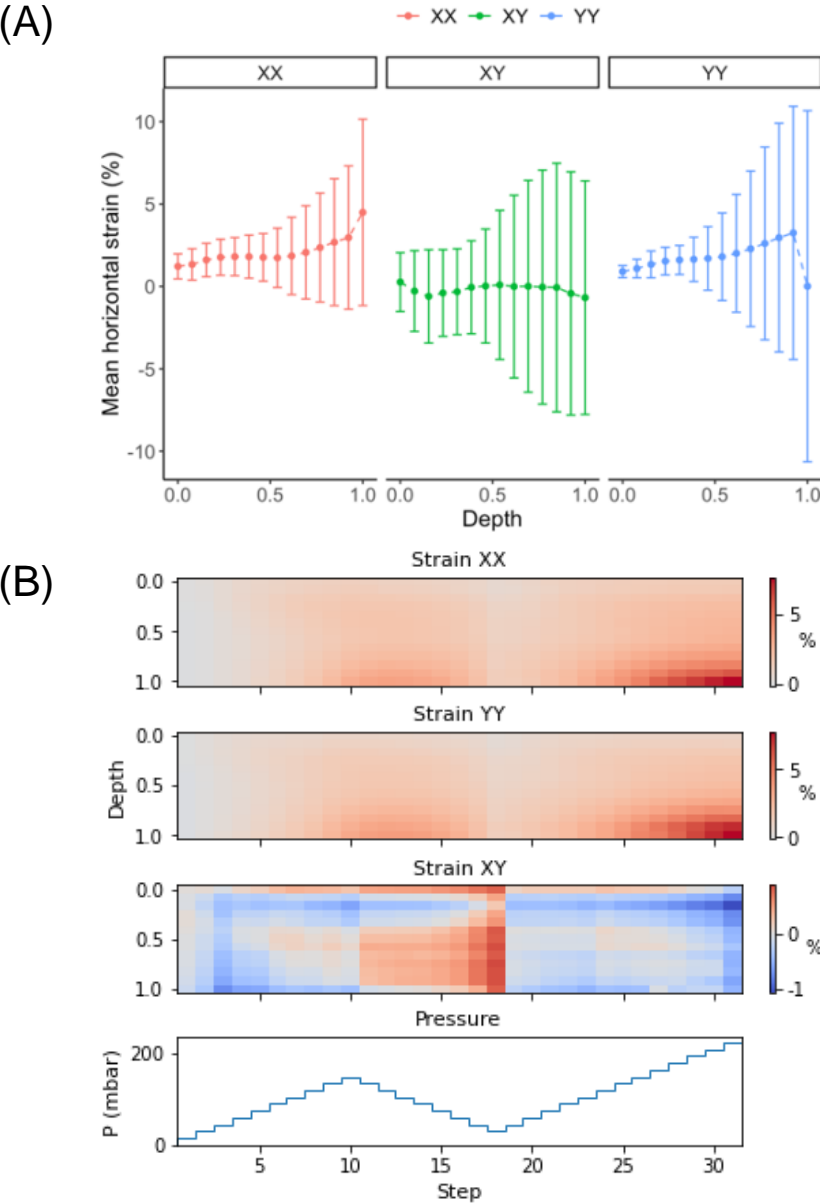 (A)
XX XY YY
XX XY YY
Mean horizontal strain (%)
10
5
0
-5
-10
0.0 0.5 1.0 0.0 0.5 1.0 0.0 0.5 1.0
Depth
(B)
Strain XX
0.0
0.5
1.0
5
0
%
Strain YY
Depth
0.0
0.5
1.0
5
0
%
Strain XY
0.0
0.5
1.0
0
-1
%
Pressure
P (mbar)
200
0
5 10 15 20 25 30
Step